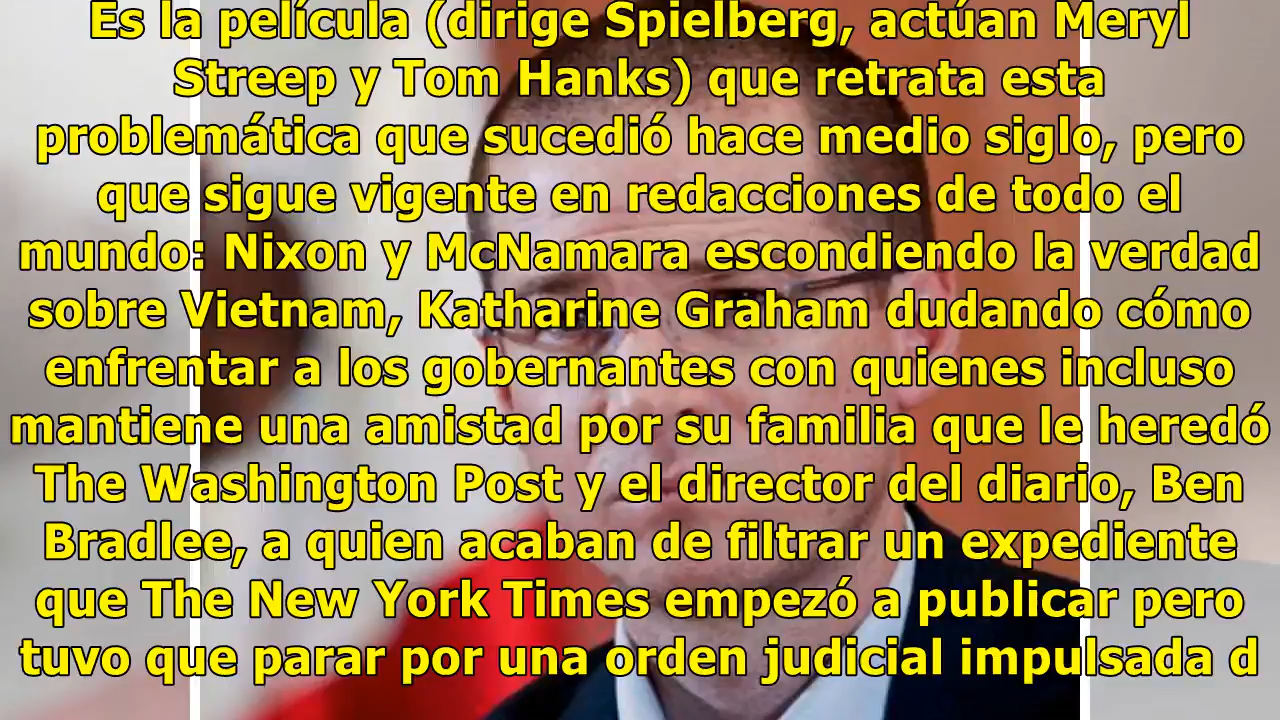 Es la película (dirige Spielberg, actúan Meryl
Streep y Tom Hanks) que retrata esta
problemática que sucedió hace medio siglo, pero
que sigue vigente en redacciones de todo el
mundo: Nixon y McNamara escondiendo la verdad
sobre Vietnam, Katharine Graham dudando cómo
enfrentar a los gobernantes con quienes incluso
mantiene una amistad por su familia que le heredó
The Washington Post y el director del diario, Ben
Bradlee, a quien acaban de filtrar un expediente
que The New York Times empezó a publicar pero
tuvo que parar por una orden judicial impulsada d